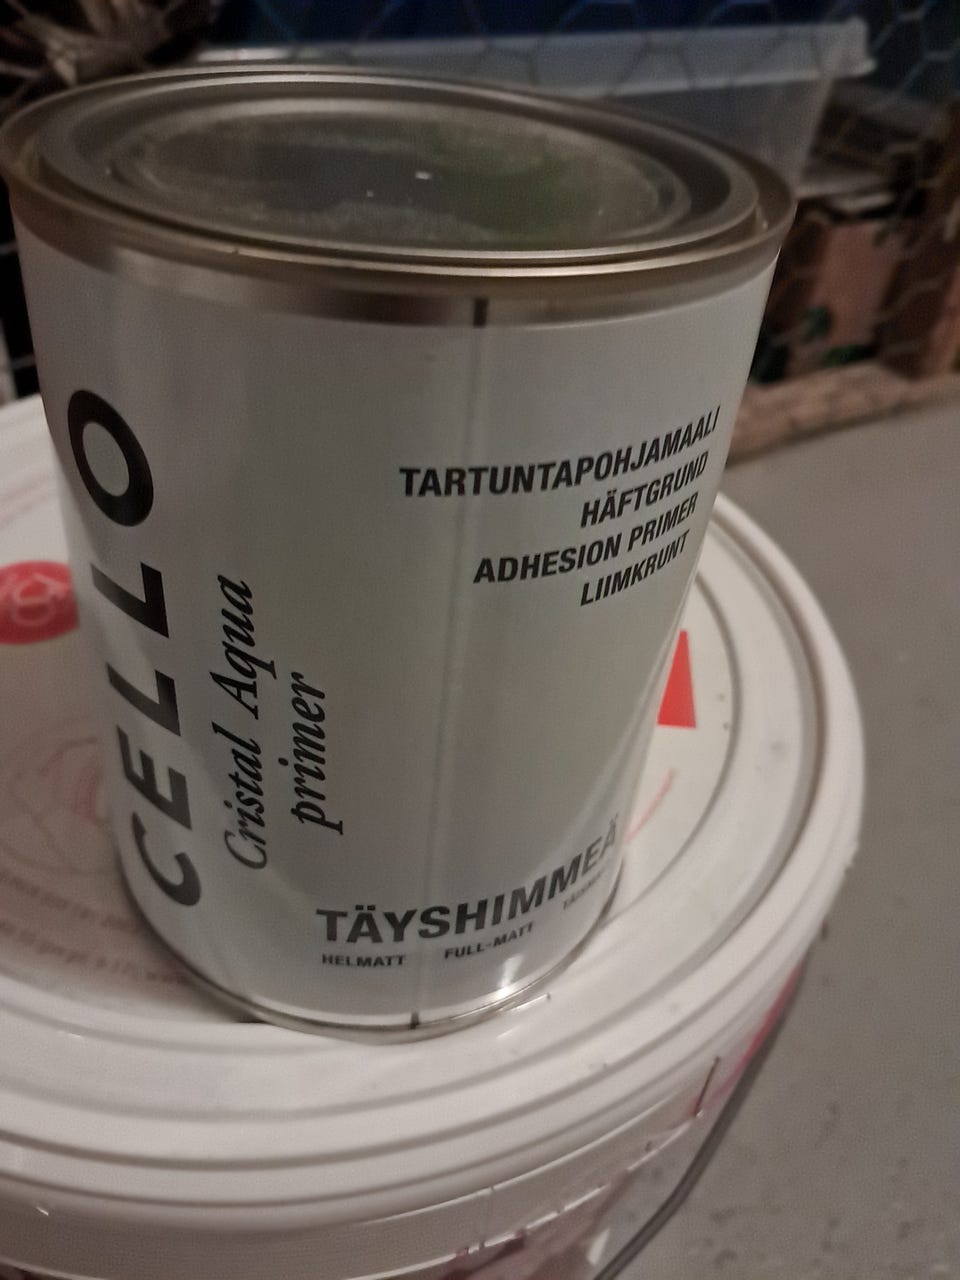 CELLO
Cristal Aqua
primer
TARTUNTAPOHJAMAALI
HÄFTGRUND
ADHESION PRIMER
LIIMKRUNT
TÄYSHIMMEÄ
HELMATT FULL-MATT